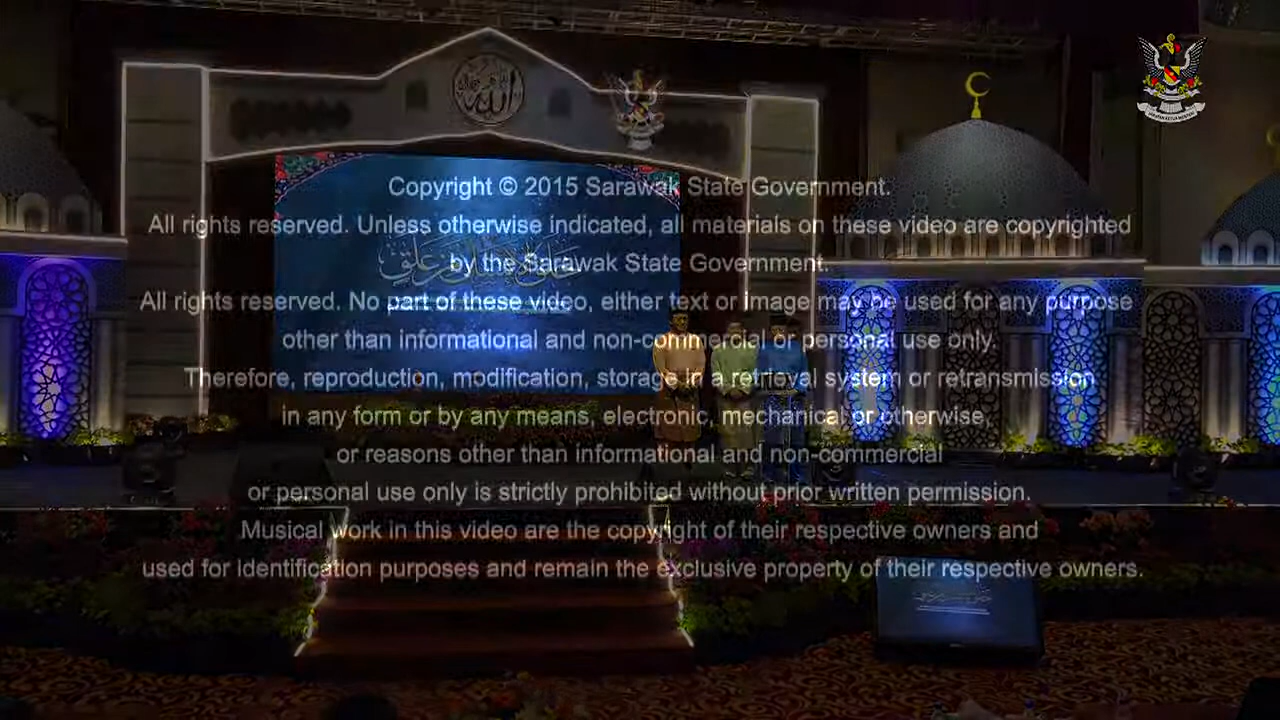 الله
Copyright © 2015 Sarawak State Government.
All rights reserved. Unless otherwise indicated, all materials on these video are copyrighted
خلق الإنسان من علق
by the Sarawak State Government.
All rights reserved. No part of these video, either text or image may be used for any purpose
other than informational and non-commercial or personal use only.
Therefore, reproduction, modification, storage in a retrieval system or retransmission
in any form or by any means, electronic, mechanical or otherwise,
or reasons other than informational and non-commercial
or personal use only is strictly prohibited without prior written permission.
Musical work in this video are the copyright of their respective owners and
used for identification purposes and remain the exclusive property of their respective owners.